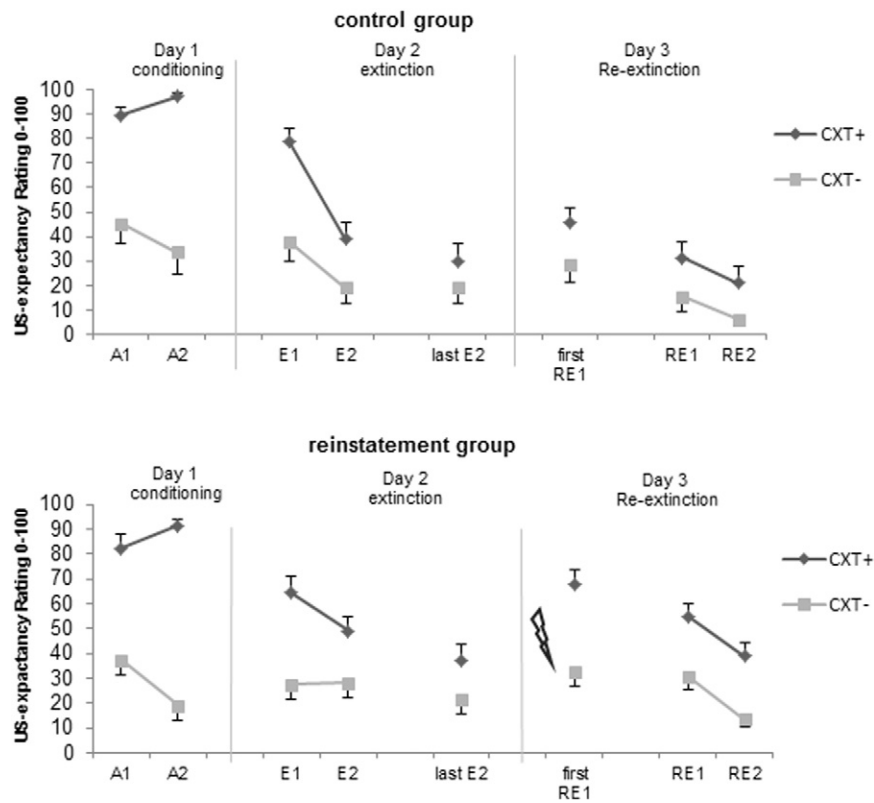 control group
Day 1
conditioning
Day 2
extinction
Day 3
Re-extinction
US-expectancy Rating 0-100
100
90
80
70
60
50
40
30
20
10
0
A1 A2 E1 E2 last E2 first RE1 RE2
RE1
CXT+
CXT-
reinstatement group
Day 1
conditioning
Day 2
extinction
Day 3
Re-extinction
US-expactancy Rating 0-100
100
90
80
70
60
50
40
30
20
10
0
A1 A2 E1 E2 last E2 first RE1 RE2
RE1
CXT+
CXT-